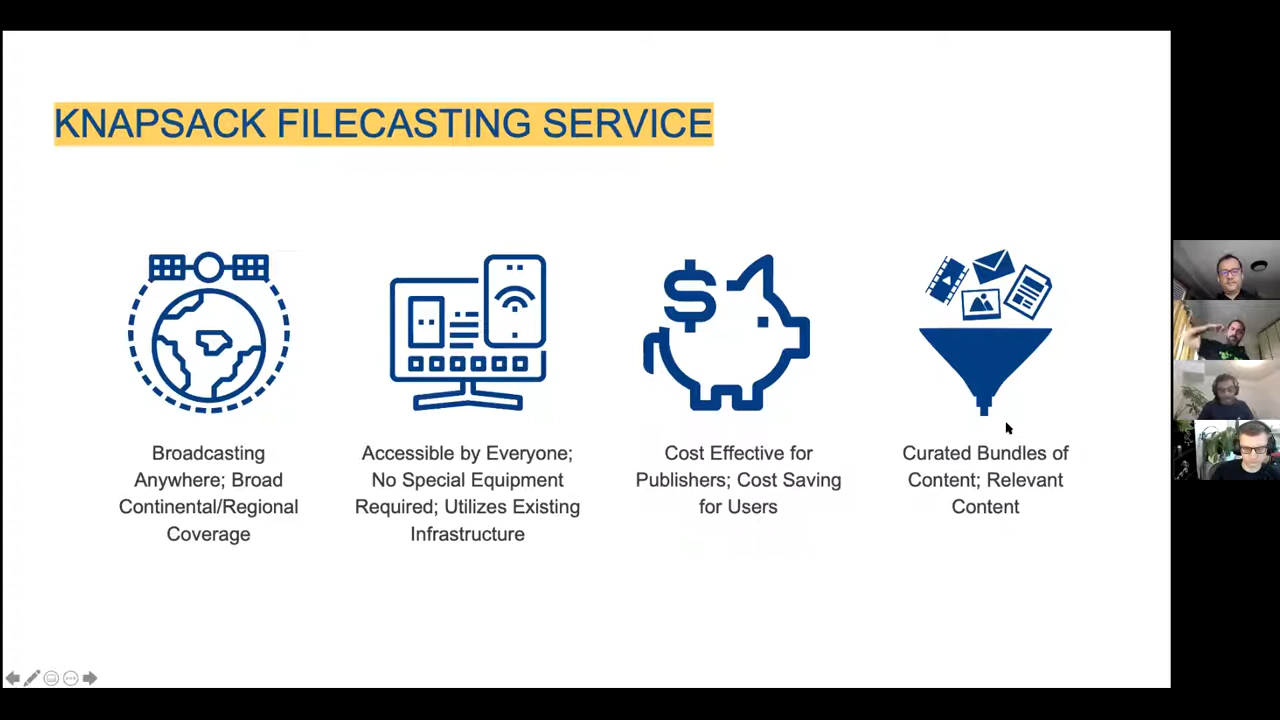 KNAPSACK FILECASTING SERVICE
Broadcasting
Anywhere; Broad
Continental/Regional
Coverage
Accessible by Everyone;
No Special Equipment
Required; Utilizes Existing
Infrastructure
$
Cost Effective for
Publishers; Cost Saving
for Users
Curated Bundles of
Content; Relevant
Content